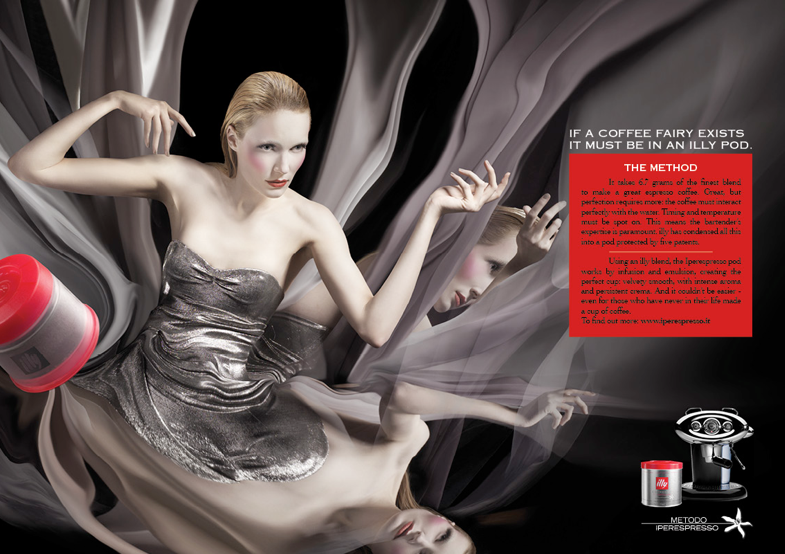 IF A COFFEE FAIRY EXISTS
IT MUST BE IN AN ILLY POD.
THE METHOD
It takes 6.7 grams of the finest blend
to make a great espresso coffee. Great, but
perfection requires more: the coffee must interact
perfectly with the water. Timing and temperature
must be spot on. This means the bartender's
expertise is paramount. illy has condensed all this
into a pod protected by five patents.
Using an illy blend, the Iperespresso pod
works by infusion and emulsion, creating the
perfect cup: velvety, smooth, with intense aroma
and persistent crema. And it couldn't be easier -
even for those who have never in their life made
a cup of coffee.
To find out more: www.iperespresso.fr
illy
illy
METODO
IPERESPRESSO